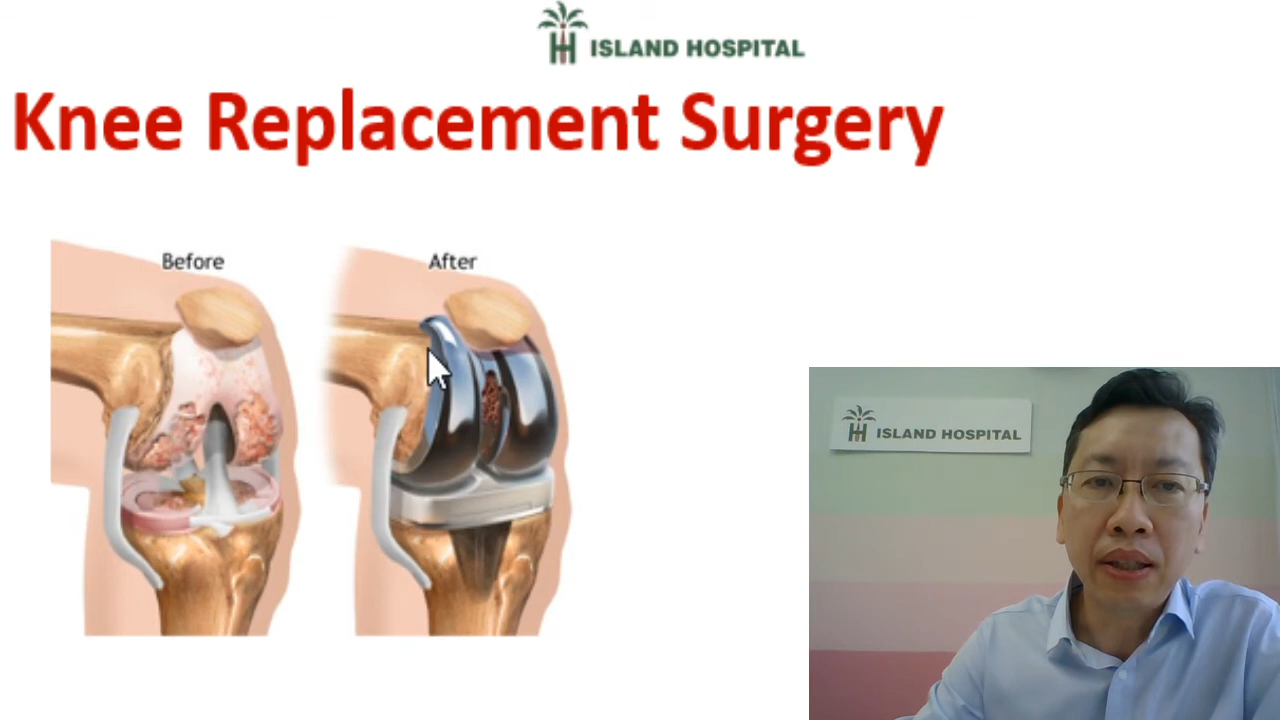 ISLAND HOSPITAL
Knee Replacement Surgery
Before
After
ISLAND HOSPITAL